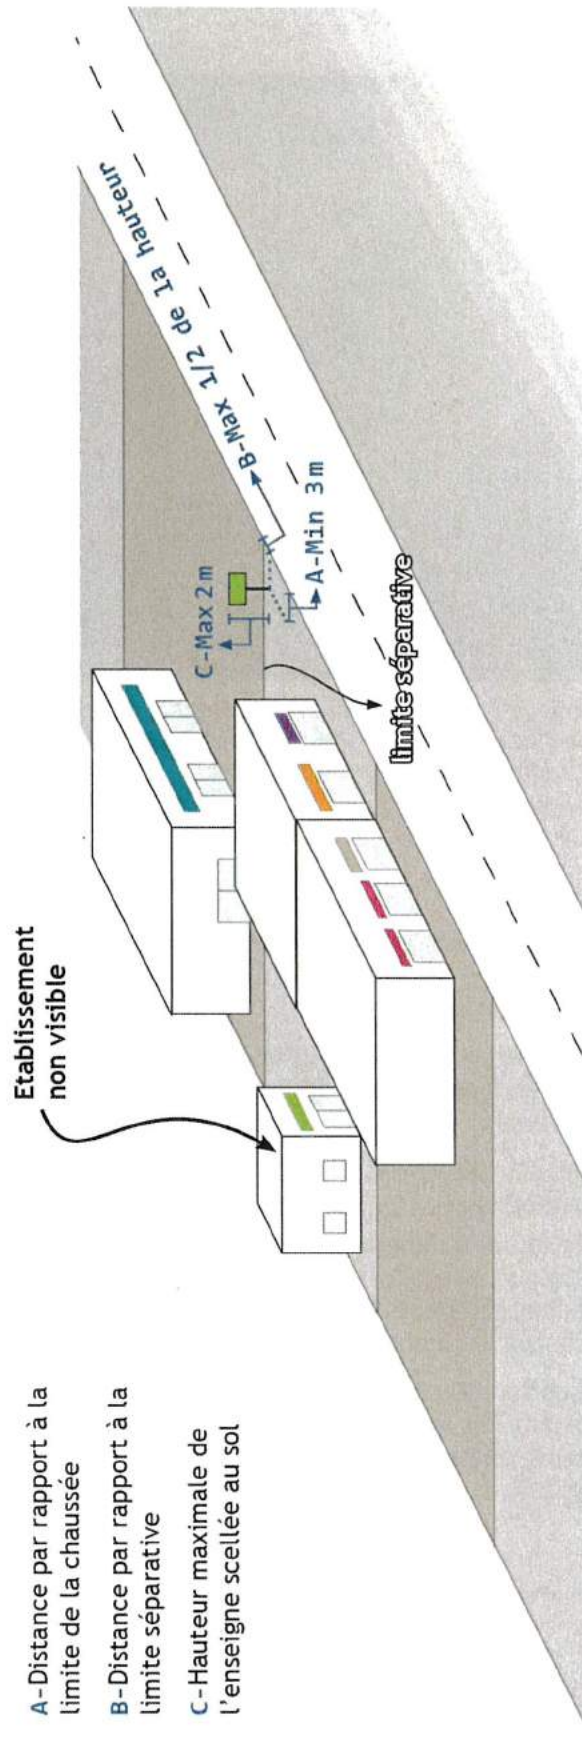 A-Distance par rapport à la
limite de la chaussée
B-Distance par rapport à la
limite séparative
C-Hauteur maximale de
l'enseigne scellée au sol
Etablissement
non visible
C-Max 2 m
B-Max 1/2 de la hauteur
A-Min 3 m
limite séparative